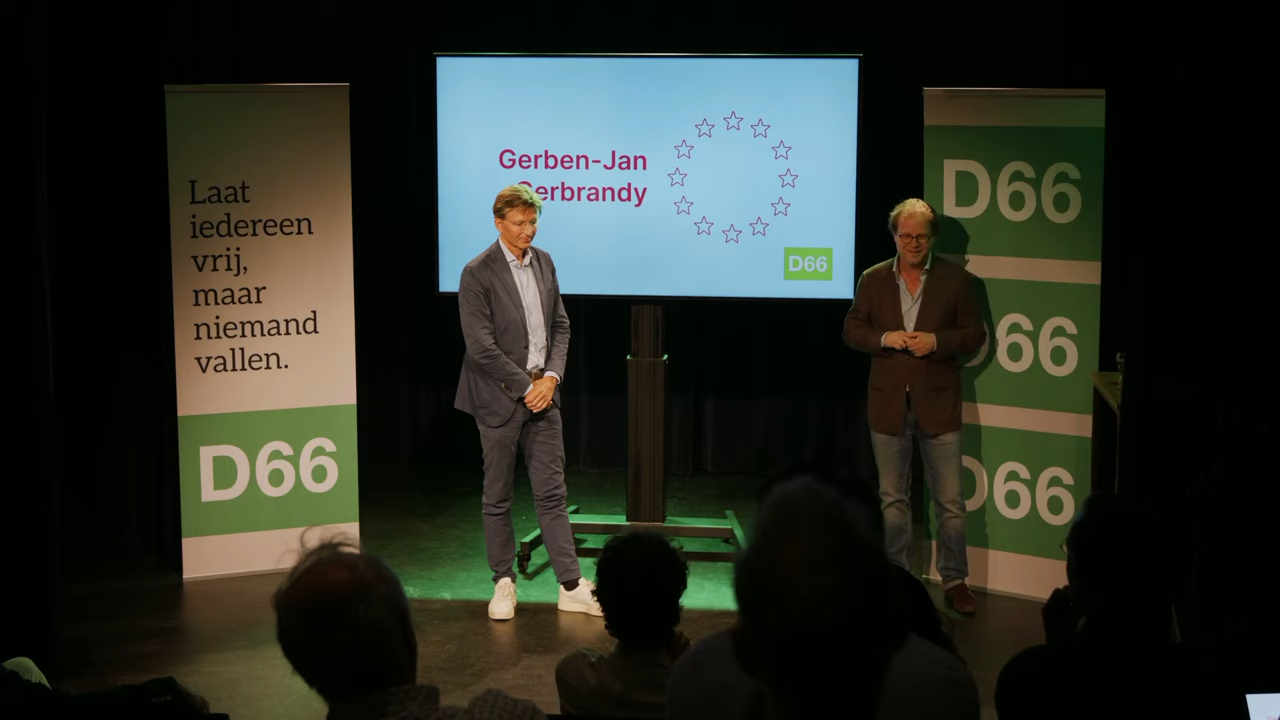 Laat
iedereen
vrij,
maar
niemand
vallen.
D66
Gerben-Jan
Gerbrandy
D66
D66
D66
D66